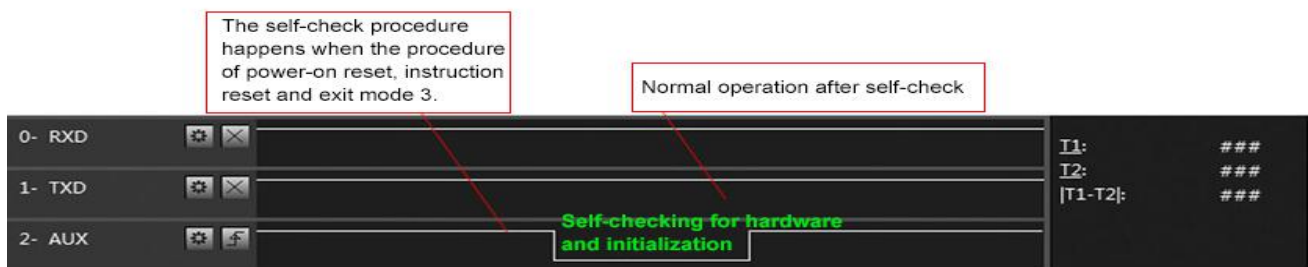 The self-check procedure
happens when the procedure
of power-on reset, instruction
reset and exit mode 3.
Normal operation after self-check
0- RXD
1- TXD
2- AUX
Self-checking for hardware
and initialization
T1: ###
T2: ###
|T1-T2|: ###